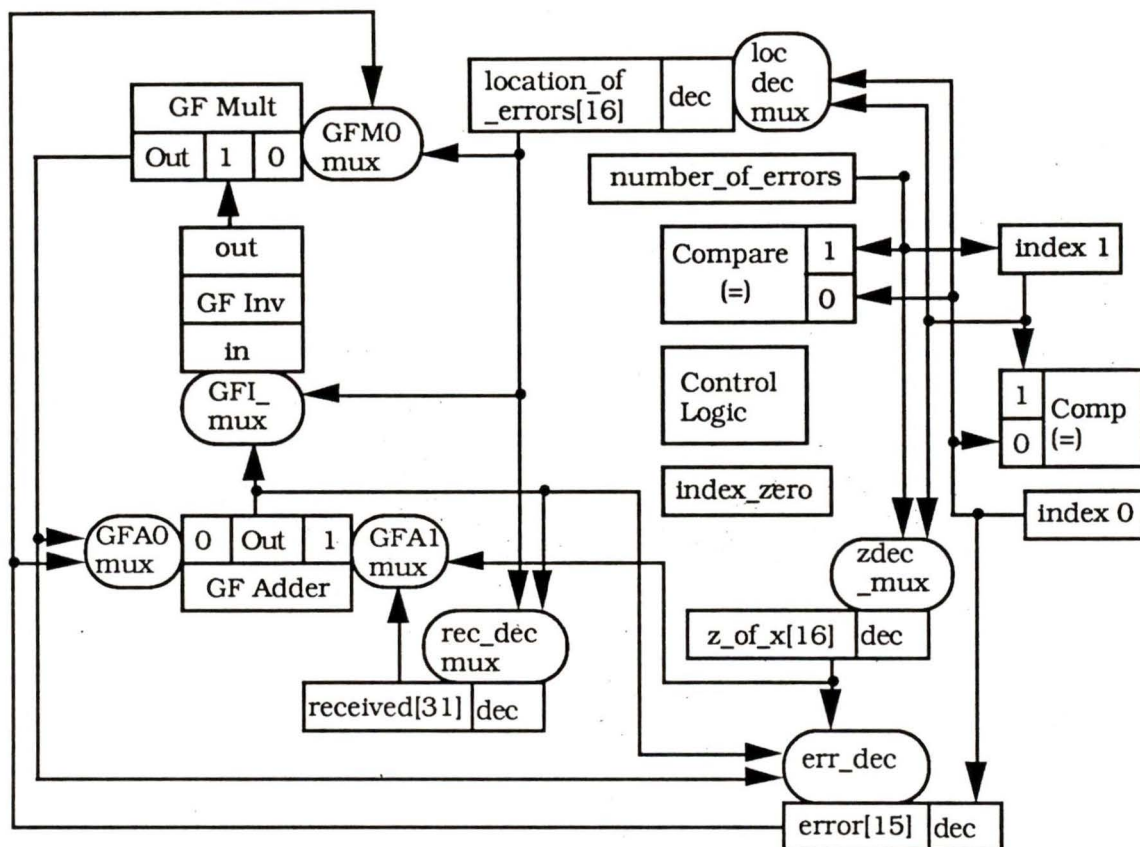 location_of
_errors[16]
dec
loc
dec
mux
GF Mult
Out
1
0
GFM0
mux
number_of_errors
out
GF Inv
in
Compare
(=)
1
0
index 1
GFI_
mux
Control
Logic
1
0
Comp
(=)
index_zero
index 0
GFA0
mux
0
Out
1
GF Adder
GFA1
mux
zdec
_mux
rec_dec
mux
z_of_x[16]
dec
received[31]
dec
err_dec
error[15]
dec